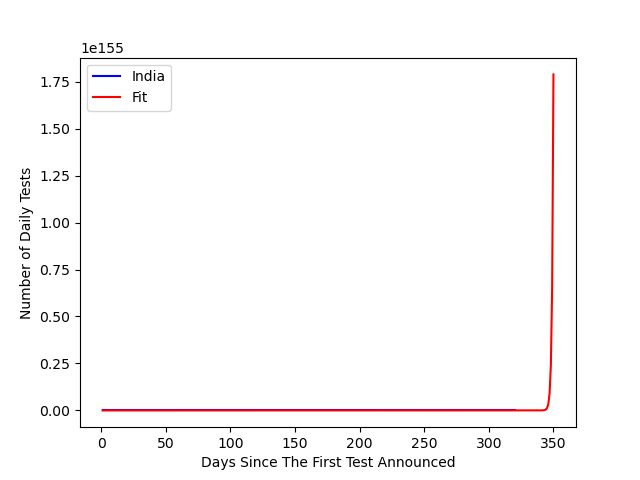 1e155
India
Fit
1.75
1.50
1.25
1.00
0.75
0.50
0.25
0.00
Number of Daily Tests
0 50 100 150 200 250 300 350
Days Since The First Test Announced